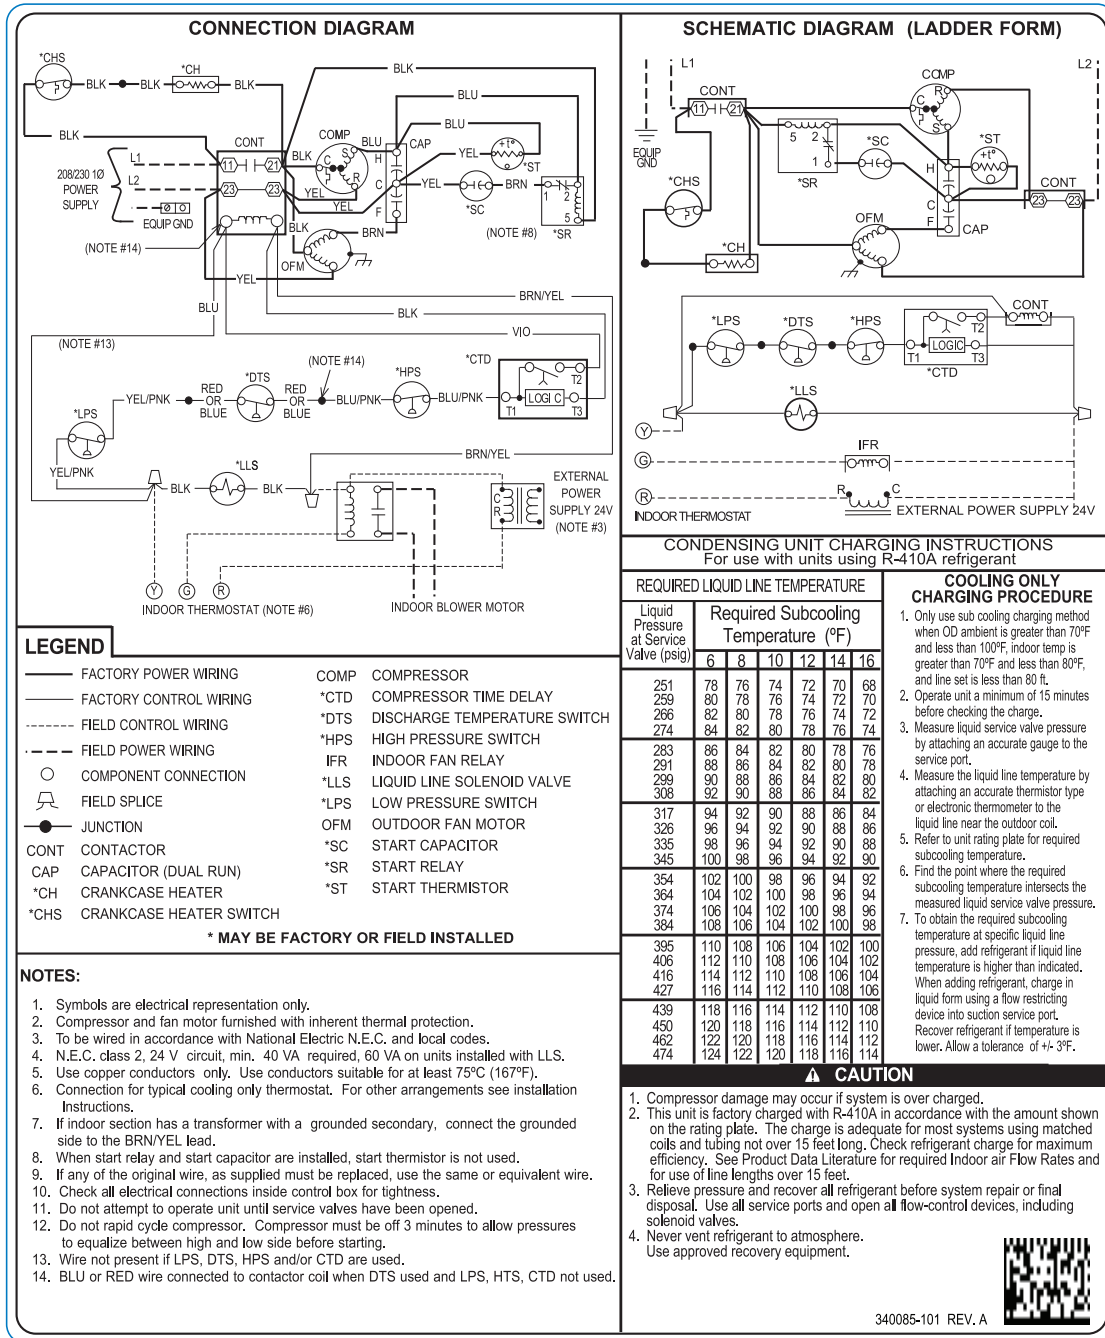 CONNECTION DIAGRAM
*CHS
BLK
BLK
*CH
BLK
BLK
BLK
BLU
BLU
BLK
CONT
COMP
BLU
CAP
H
YEL
+t°
*ST
L1
11
21
BLK
C
S
R
C
YEL
BRN
1
2
L2
23
23
YEL
YEL
*SC
F
5
208/230 1Ø
POWER
SUPPLY
EQUIP GND
BLK
BRN
(NOTE #8)
*SR
(NOTE #14)
OFM
YEL
BRN/YEL
BLU
BLK
VIO
(NOTE #13)
(NOTE #14)
*CTD
*DTS
*HPS
T2
*LPS
YEL/PNK
RED
OR
BLUE
RED
OR
BLUE
BLU/PNK
BLU/PNK
T1
LOGIC
T3
YEL/PNK
*LLS
BRN/YEL
BLK
BLK
C
R
EXTERNAL
POWER
SUPPLY 24V
(NOTE #3)
Y
G
R
INDOOR THERMOSTAT (NOTE #6)
INDOOR BLOWER MOTOR
LEGEND
FACTORY POWER WIRING
FACTORY CONTROL WIRING
FIELD CONTROL WIRING
FIELD POWER WIRING
COMPONENT CONNECTION
FIELD SPLICE
JUNCTION
CONT CONTACTOR
CAP CAPACITOR (DUAL RUN)
*CH CRANKCASE HEATER
*CHS CRANKCASE HEATER SWITCH
COMP COMPRESSOR
*CTD COMPRESSOR TIME DELAY
*DTS DISCHARGE TEMPERATURE SWITCH
*HPS HIGH PRESSURE SWITCH
IFR INDOOR FAN RELAY
*LLS LIQUID LINE SOLENOID VALVE
*LPS LOW PRESSURE SWITCH
OFM OUTDOOR FAN MOTOR
*SC START CAPACITOR
*SR START RELAY
*ST START THERMISTOR
* MAY BE FACTORY OR FIELD INSTALLED
NOTES:
1. Symbols are electrical representation only.
2. Compressor and fan motor furnished with inherent thermal protection.
3. To be wired in accordance with National Electric N.E.C. and local codes.
4. N.E.C. class 2, 24 V circuit, min. 40 VA required, 60 VA on units installed with LLS.
5. Use copper conductors only. Use conductors suitable for at least 75ºC (167ºF).
6. Connection for typical cooling only thermostat. For other arrangements see installation
Instructions.
7. If indoor section has a transformer with a grounded secondary, connect the grounded
side to the BRN/YEL lead.
8. When start relay and start capacitor are installed, start thermistor is not used.
9. If any of the original wire, as supplied must be replaced, use the same or equivalent wire.
10. Check all electrical connections inside control box for tightness.
11. Do not attempt to operate unit until service valves have been opened.
12. Do not rapid cycle compressor. Compressor must be off 3 minutes to allow pressures
to equalize between high and low side before starting.
13. Wire not present if LPS, DTS, HPS and/or CTD are used.
14. BLU or RED wire connected to contactor coil when DTS used and LPS, HTS, CTD not used.
SCHEMATIC DIAGRAM (LADDER FORM)
L1
L2
CONT
COMP
11
21
R
C
S
5
2
1
*SC
*ST
+t°
EQUIP
GND
H
*CHS
*SR
C
CONT
23
23
OFM
F
CAP
*CH
CONT
*LPS
*DTS
*HPS
T2
T1
LOGIC
T3
*CTD
*LLS
Y
IFR
G
R
C
R
INDOOR THERMOSTAT
EXTERNAL POWER SUPPLY 24V
CONDENSING UNIT CHARGING INSTRUCTIONS
For use with units using R-410A refrigerant
REQUIRED LIQUID LINE TEMPERATURE
Liquid
Pressure
at Service
Valve (psig)
Required Subcooling
Temperature (ºF)
6 8 10 12 14 16
251 78 76 74 72 70 68
259 80 78 76 74 72 70
266 82 80 78 76 74 72
274 84 82 80 78 76 74
283 86 84 82 80 78 76
291 88 86 84 82 80 78
299 90 88 86 84 82 80
308 92 90 88 86 84 82
317 94 92 90 88 86 84
326 96 94 92 90 88 86
335 98 96 94 92 90 88
345 100 98 96 94 92 90
354 102 100 98 96 94 92
364 104 102 100 98 96 94
374 106 104 102 100 98 96
384 108 106 104 102 100 98
395 110 108 106 104 102 100
406 112 110 108 106 104 102
416 114 112 110 108 106 104
427 116 114 112 110 108 106
439 118 116 114 112 110 108
450 120 118 116 114 112 110
462 122 120 118 116 114 112
474 124 122 120 118 116 114
COOLING ONLY
CHARGING PROCEDURE
1. Only use sub cooling charging method
when OD ambient is greater than 70ºF
and less than 100ºF, indoor temp is
greater than 70ºF and less than 80ºF,
and line set is less than 80 ft.
2. Operate unit a minimum of 15 minutes
before checking the charge.
3. Measure liquid service valve pressure
by attaching an accurate gauge to the
service port.
4. Measure the liquid line temperature by
attaching an accurate thermistor type
or electronic thermometer to the
liquid line near the outdoor coil.
5. Refer to unit rating plate for required
subcooling temperature.
6. Find the point where the required
subcooling temperature intersects the
measured liquid service valve pressure.
7. To obtain the required subcooling
temperature at specific liquid line
pressure, add refrigerant if liquid line
temperature is higher than indicated.
When adding refrigerant, charge in
liquid form using a flow restricting
device into suction service port.
Recover refrigerant if temperature is
lower. Allow a tolerance of +/- 3ºF.
CAUTION
1. Compressor damage may occur if system is over charged.
2. This unit is factory charged with R-410A in accordance with the amount shown
on the rating plate. The charge is adequate for most systems using matched
coils and tubing not over 15 feet long. Check refrigerant charge for maximum
efficiency. See Product Data Literature for required Indoor air Flow Rates and
for use of line lengths over 15 feet.
3. Relieve pressure and recover all refrigerant before system repair or final
disposal. Use all service ports and open all flow-control devices, including
solenoid valves.
4. Never vent refrigerant to atmosphere.
Use approved recovery equipment.
340085-101 REV. A